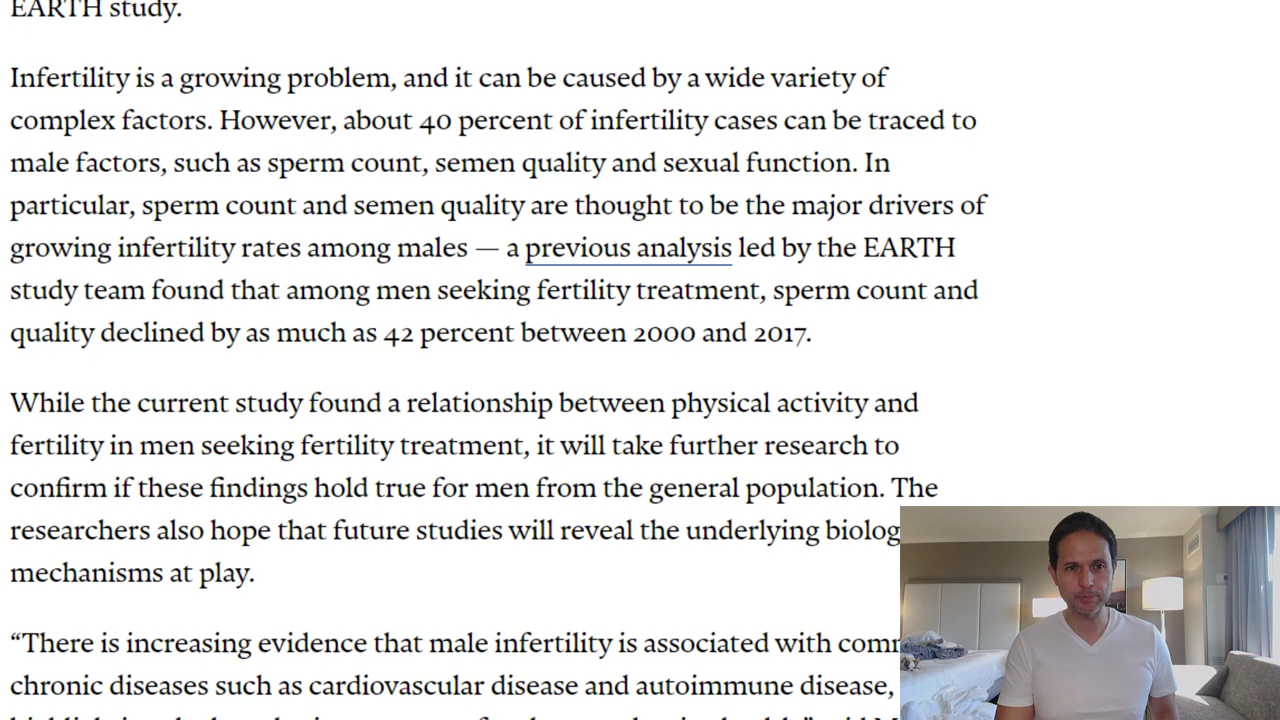 EARTH study.
Infertility is a growing problem, and it can be caused by a wide variety of
complex factors. However, about 40 percent of infertility cases can be traced to
male factors, such as sperm count, semen quality and sexual function. In
particular, sperm count and semen quality are thought to be the major drivers of
growing infertility rates among males — a previous analysis led by the EARTH
study team found that among men seeking fertility treatment, sperm count and
quality declined by as much as 42 percent between 2000 and 2017.
While the current study found a relationship between physical activity and
fertility in men seeking fertility treatment, it will take further research to
confirm if these findings hold true for men from the general population. The
researchers also hope that future studies will reveal the underlying biolog
mechanisms at play.
“There is increasing evidence that male infertility is associated with com
chronic diseases such as cardiovascular disease and autoimmune disease,